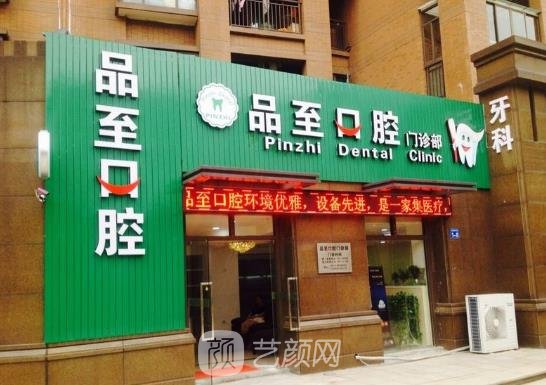 品至口腔
PINZHI
品至口腔 门诊部
Pinzhi Dental Clinic
牙科
品至口腔环境优雅，设备先进，是一家集医疗，
品至口腔门诊部
颜 艺颜网